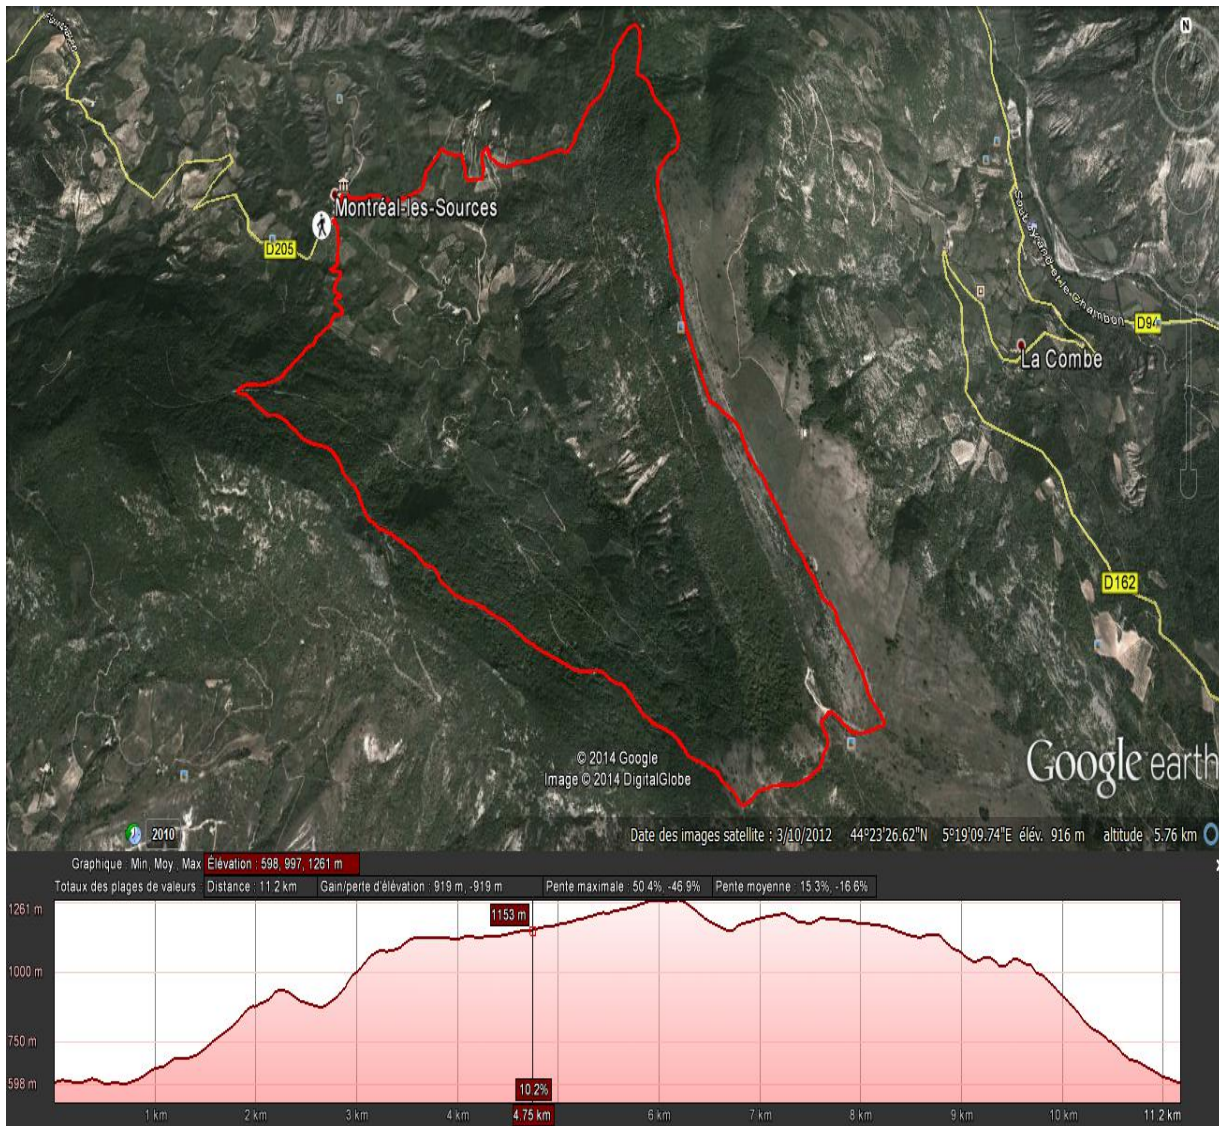 N
Montréal-les-Sources
D205
Sost yrand et le Chambon
D94
La Combe
D162
© 2014 Google
Image © 2014 DigitalGlobe
Google earth
2010
Date des images satellite : 3/10/2012 44°23'26.62"N 5°19'09.74"E élév. 916 m altitude 5.76 km
Graphique : Min, Moy., Max Élévation : 598, 997, 1261 m
Totaux des plages de valeurs : Distance : 11.2 km Gain/perte d'élévation : 919 m, -919 m Pente maximale : 50.4%, -46.9% Pente moyenne : 15.3%, -16.6%
1261 m
1153 m
1000 m
750 m
598 m
10.2%
1 km 2 km 3 km 4 km 4.75 km 6 km 7 km 8 km 9 km 10 km 11.2 km